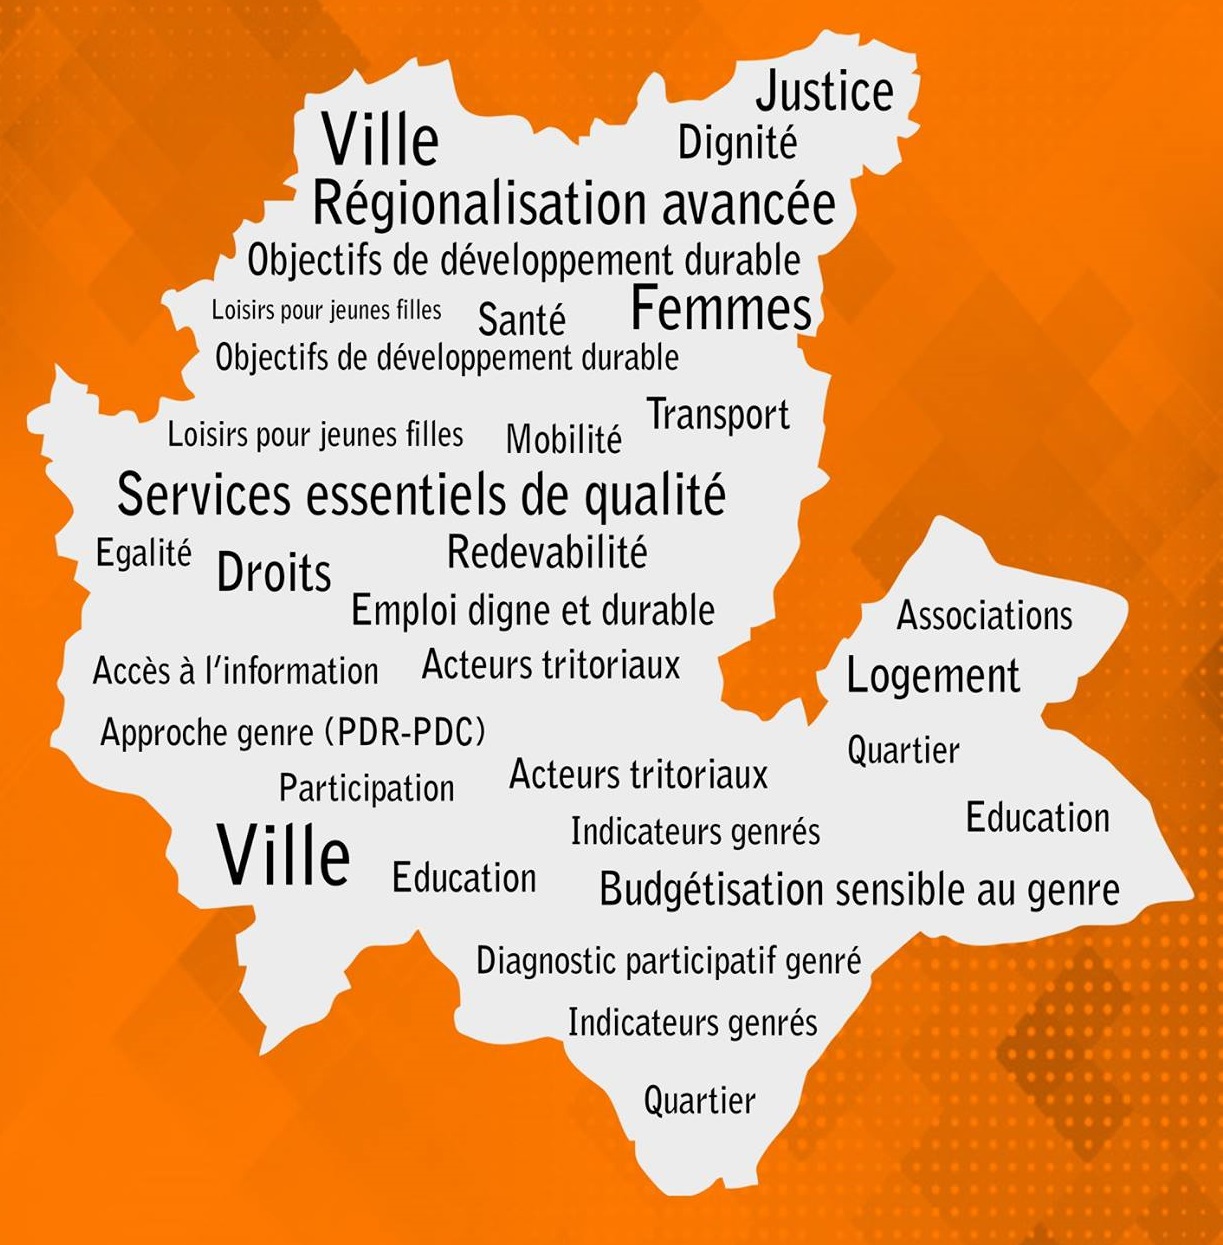 Justice
Ville
Dignité
Régionalisation avancée
Objectifs de développement durable
Loisirs pour jeunes filles
Santé
Femmes
Objectifs de développement durable
Transport
Loisirs pour jeunes filles
Mobilité
Services essentiels de qualité
Egalité
Droits
Redevabilité
Emploi digne et durable
Associations
Accès à l'information
Acteurs tritoriaux
Logement
Approche genre (PDR-PDC)
Quartier
Participation
Acteurs tritoriaux
Indicateurs genrés
Education
Ville
Education
Budgétisation sensible au genre
Diagnostic participatif genré
Indicateurs genrés
Quartier